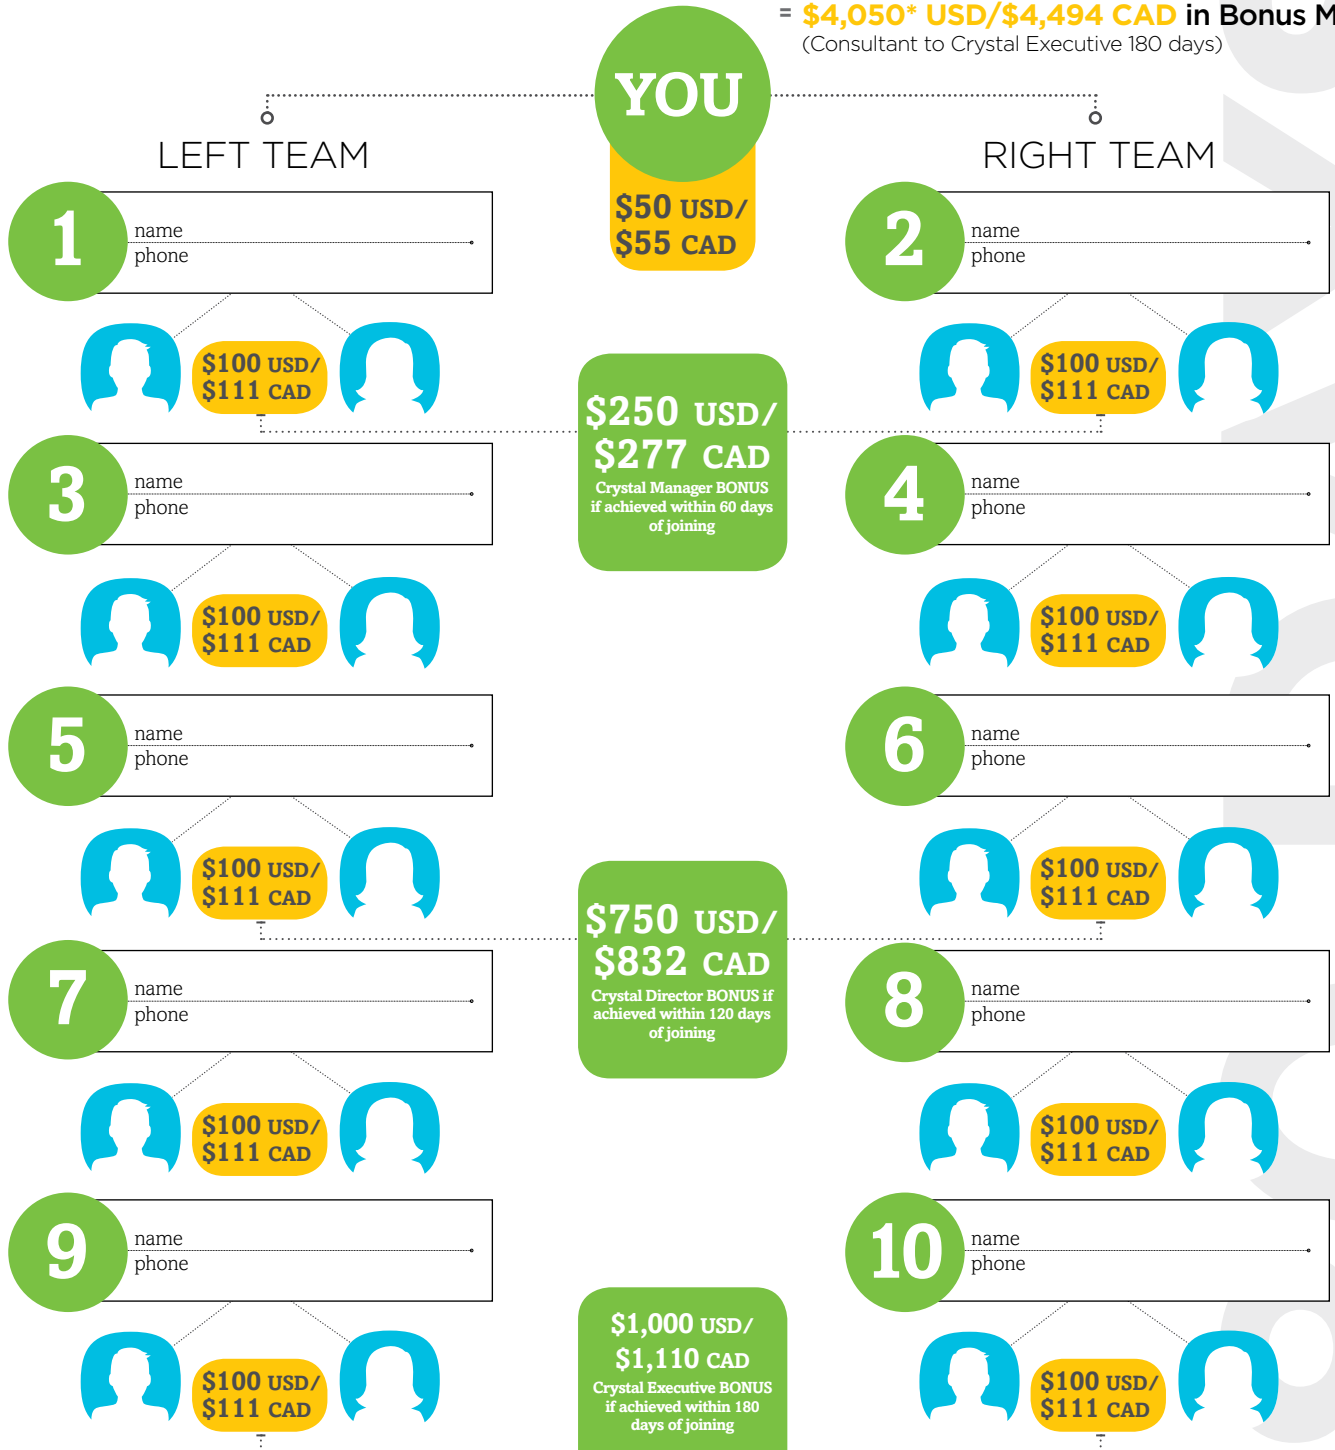 = $4,050* USD/$4,494 CAD in Bonus M
(Consultant to Crystal Executive 180 days)
YOU
$50 USD/
$55 CAD
LEFT TEAM
RIGHT TEAM
1
name
phone
2
name
phone
$100 USD/
$111 CAD
$100 USD/
$111 CAD
$250 USD/
$277 CAD
Crystal Manager BONUS
if achieved within 60 days
of joining
3
name
phone
4
name
phone
$100 USD/
$111 CAD
$100 USD/
$111 CAD
5
name
phone
6
name
phone
$100 USD/
$111 CAD
$100 USD/
$111 CAD
$750 USD/
$832 CAD
Crystal Director BONUS if
achieved within 120 days
of joining
7
name
phone
8
name
phone
$100 USD/
$111 CAD
$100 USD/
$111 CAD
9
name
phone
10
name
phone
$1,000 USD/
$1,110 CAD
Crystal Executive BONUS
if achieved within 180
days of joining
$100 USD/
$111 CAD
$100 USD/
$111 CAD